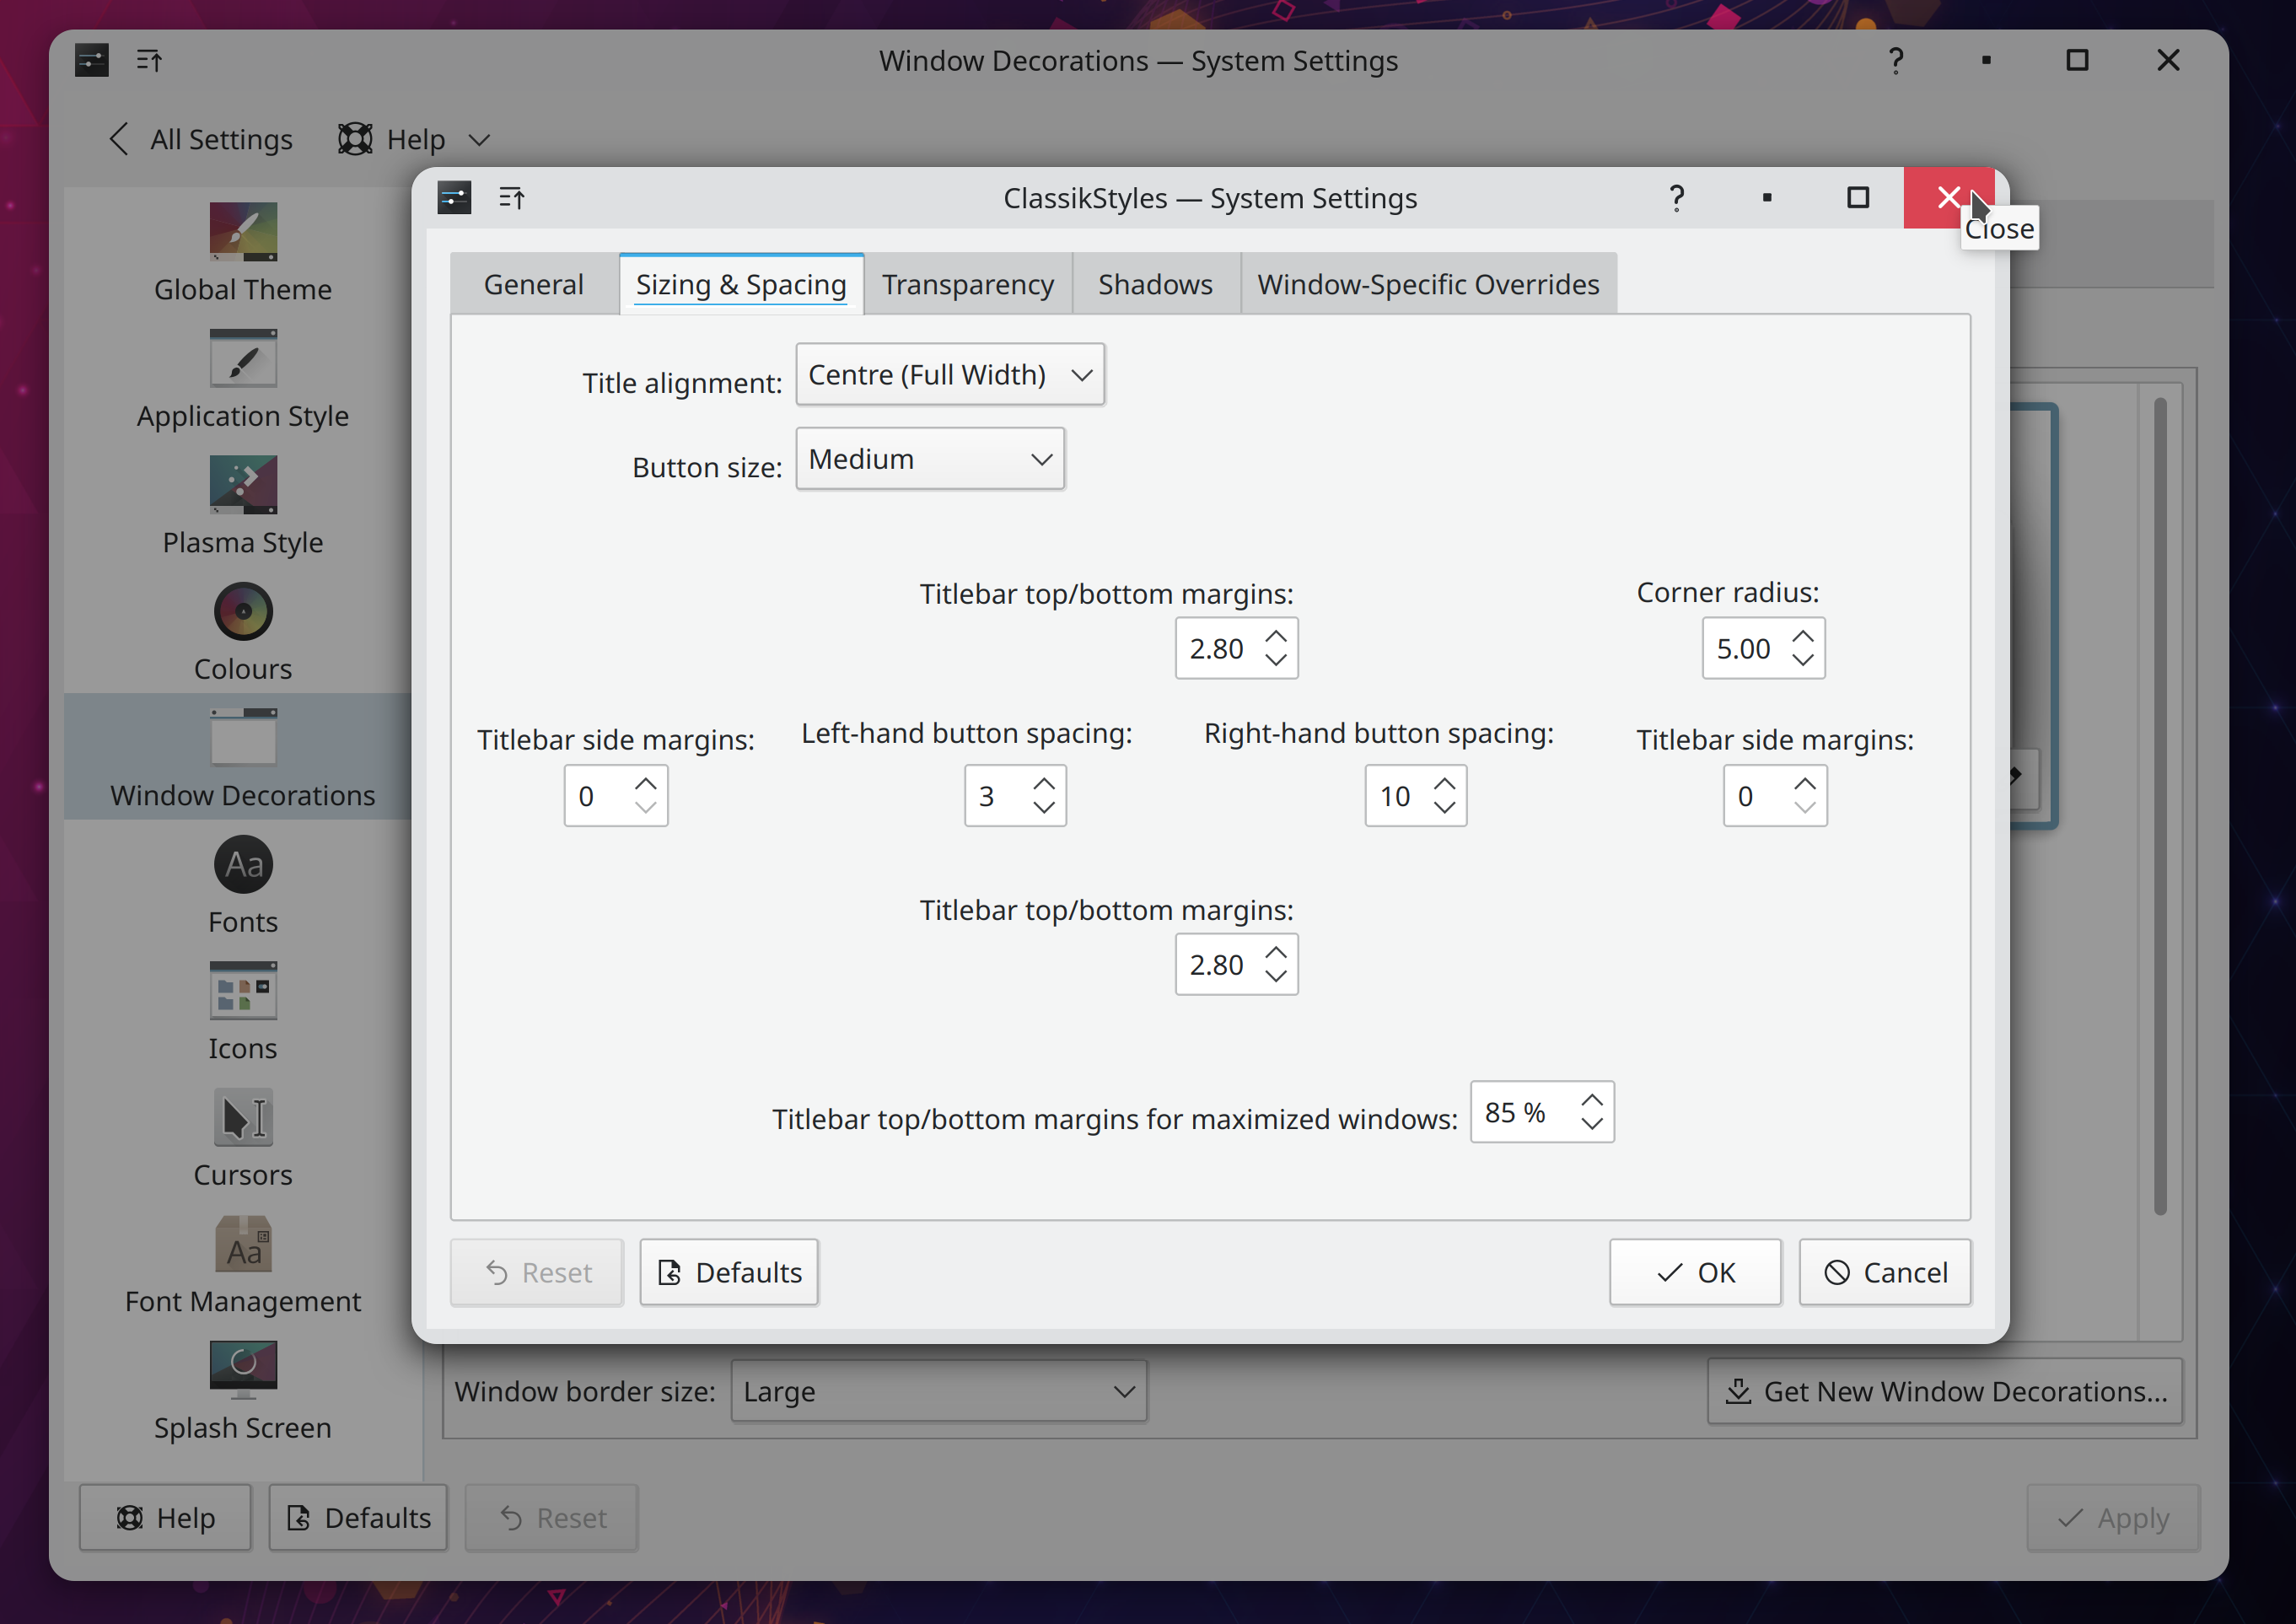 Window Decorations — System Settings
All Settings
Help
Global Theme
Application Style
Plasma Style
Colours
Window Decorations
Aa
Fonts
Icons
Cursors
Aa
Font Management
Splash Screen
ClassikStyles — System Settings
Close
General
Sizing & Spacing
Transparency
Shadows
Window-Specific Overrides
Title alignment: Centre (Full Width)
Button size: Medium
Titlebar top/bottom margins:
2.80
Corner radius:
5.00
Titlebar side margins:
0
Left-hand button spacing:
3
Right-hand button spacing:
10
Titlebar side margins:
0
Titlebar top/bottom margins:
2.80
Titlebar top/bottom margins for maximized windows: 85 %
Reset
Defaults
OK
Cancel
Window border size: Large
Get New Window Decorations...
Help
Defaults
Reset
Apply